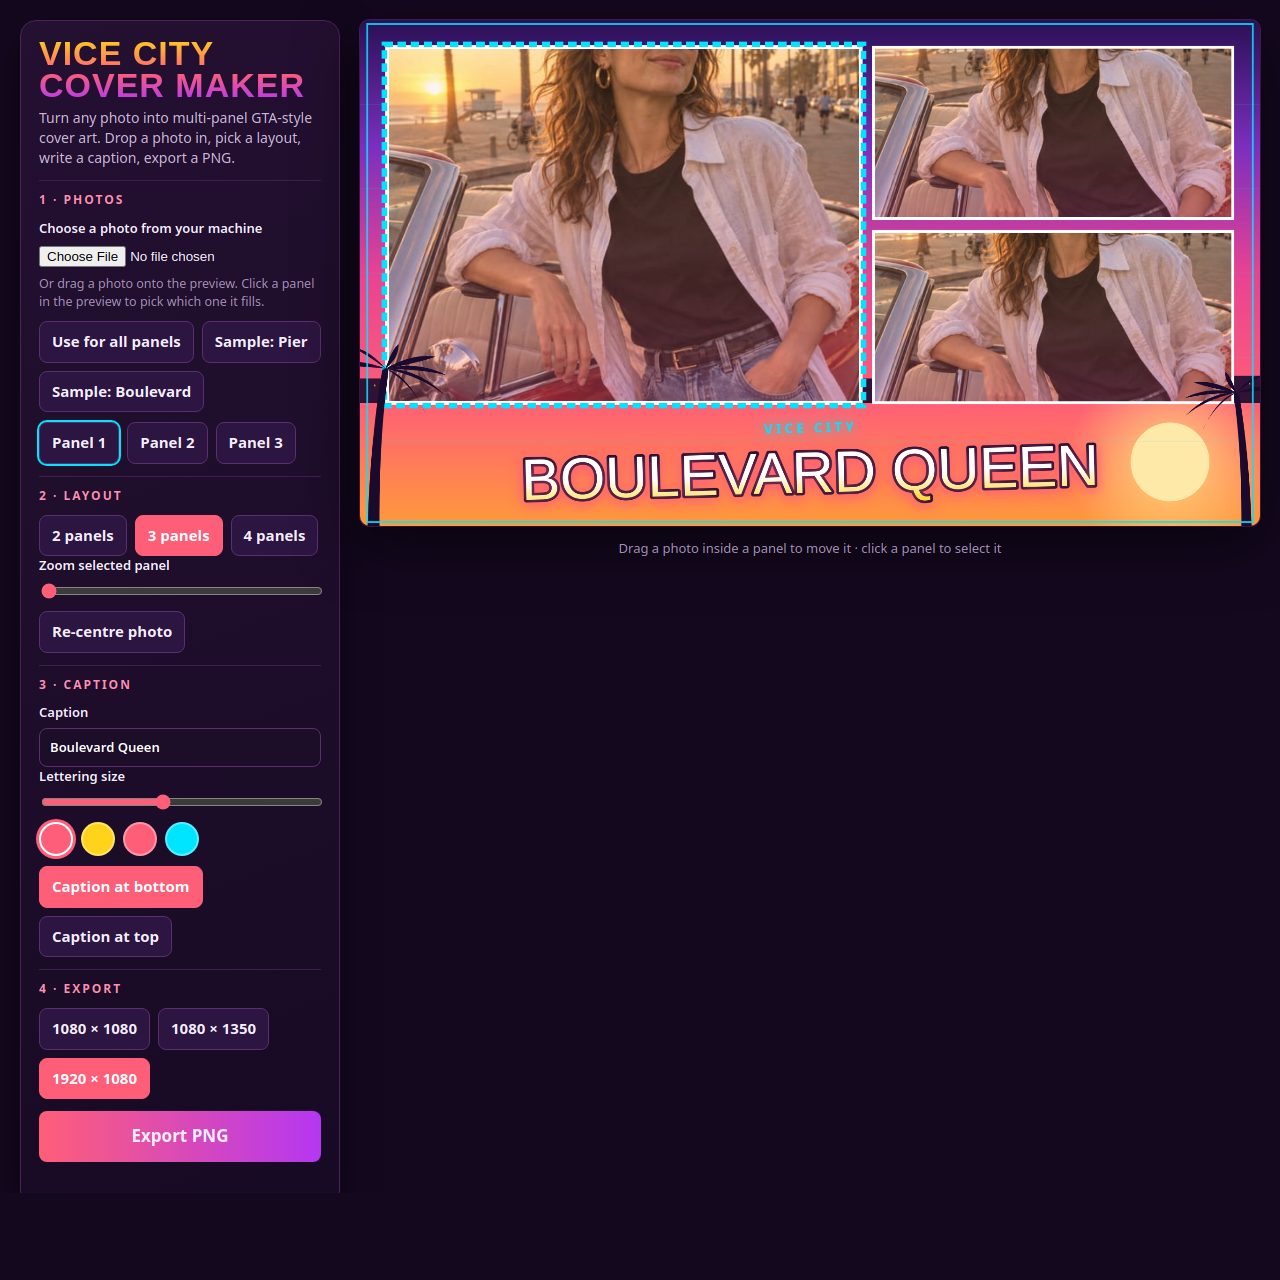 VICE CITY
COVER MAKER
Turn any photo into multi-panel GTA-style
cover art. Drop a photo in, pick a layout,
write a caption, export a PNG.
1 · PHOTOS
Choose a photo from your machine
Choose File No file chosen
Or drag a photo onto the preview. Click a panel
in the preview to pick which one it fills.
Use for all panels
Sample: Pier
Sample: Boulevard
Panel 1
Panel 2
Panel 3
2 · LAYOUT
2 panels
3 panels
4 panels
Zoom selected panel
Re-centre photo
3 · CAPTION
Caption
Boulevard Queen
Lettering size
Caption at bottom
Caption at top
4 · EXPORT
1080 × 1080
1080 × 1350
1920 × 1080
Export PNG
VICE CITY
BOULEVARD QUEEN
Drag a photo inside a panel to move it · click a panel to select it